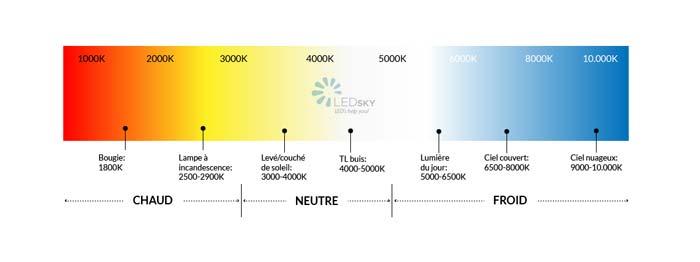 1000K 2000K 3000K 4000K 5000K 6000K 8000K 10.000K
LEDSKY
LED's help you!
Bougie:
1800K
Lampe à
incandescence:
2500-2900K
Levé/couché
de soleil:
3000-4000K
TL buis:
4000-5000K
Lumière
du jour:
5000-6500K
Ciel couvert:
6500-8000K
Ciel nuageux:
9000-10.000K
CHAUD NEUTRE FROID